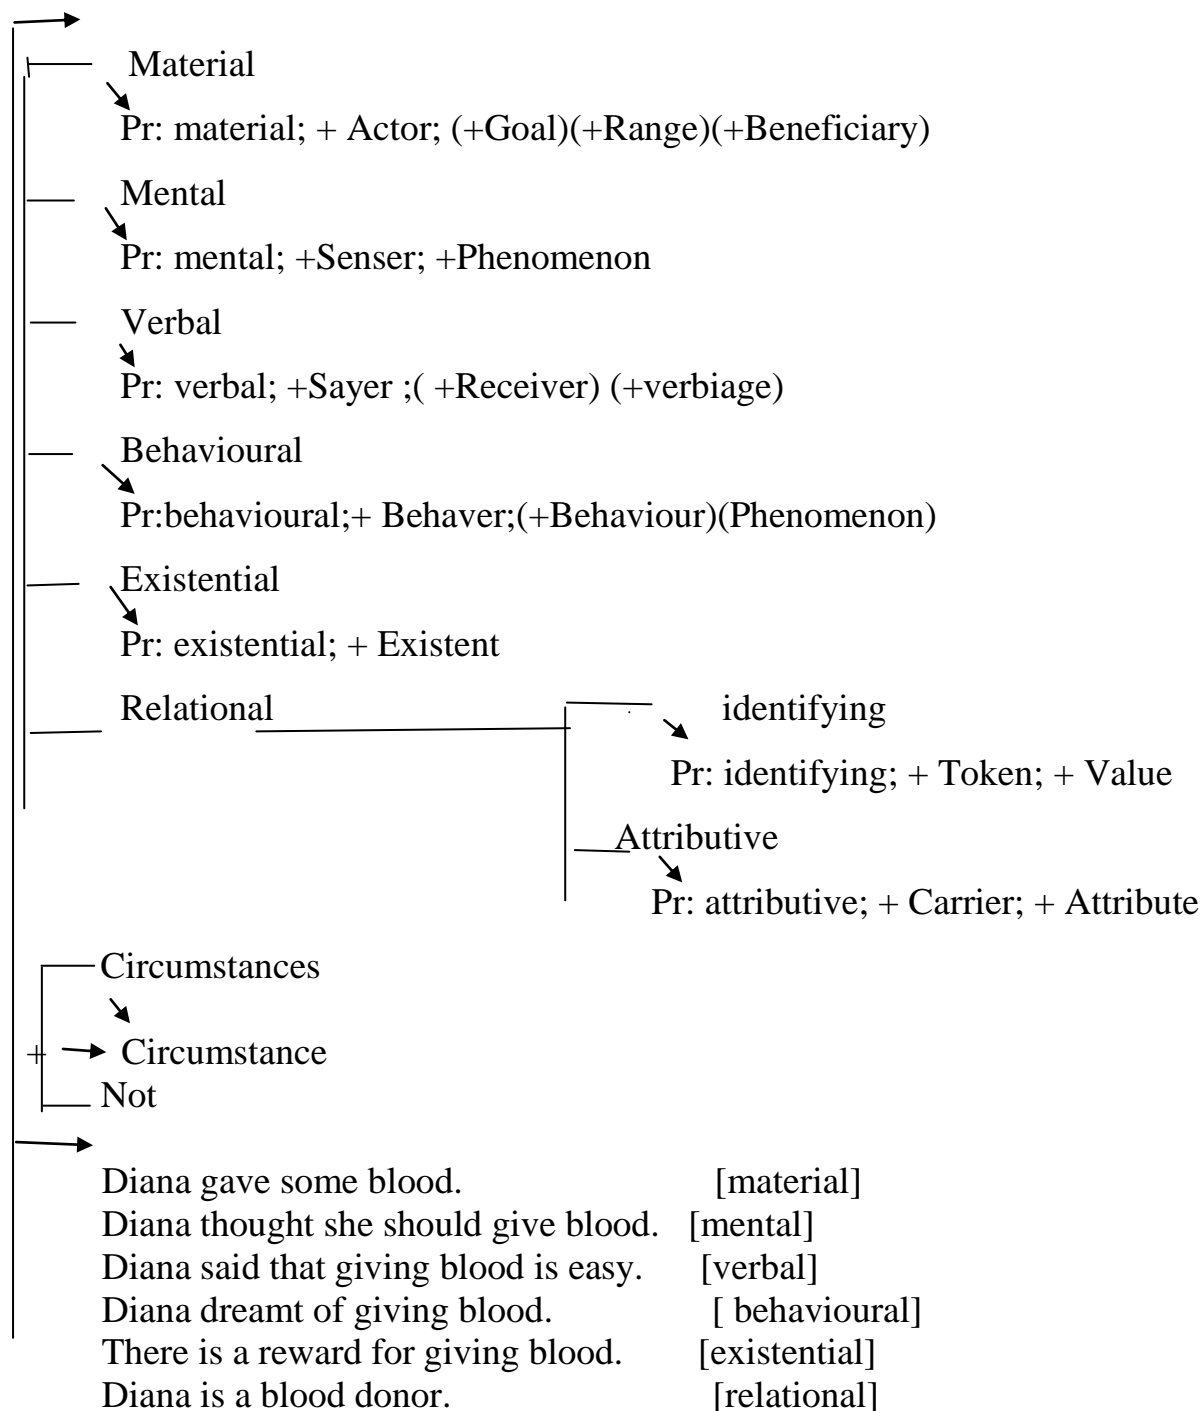 Material
Pr: material; + Actor; (+Goal)(+Range)(+Beneficiary)
Mental
Pr: mental; +Senser; +Phenomenon
Verbal
Pr: verbal; +Sayer ;( +Receiver) (+verbiage)
Behavioural
Pr:behavioural;+ Behaver;(+Behaviour)(Phenomenon)
Existential
Pr: existential; + Existent
Relational
identifying
Pr: identifying; + Token; + Value
Attributive
Pr: attributive; + Carrier; + Attribute
Circumstances
+ Circumstance
Not
Diana gave some blood. [material]
Diana thought she should give blood. [mental]
Diana said that giving blood is easy. [verbal]
Diana dreamt of giving blood. [ behavioural]
There is a reward for giving blood. [existential]
Diana is a blood donor. [relational]